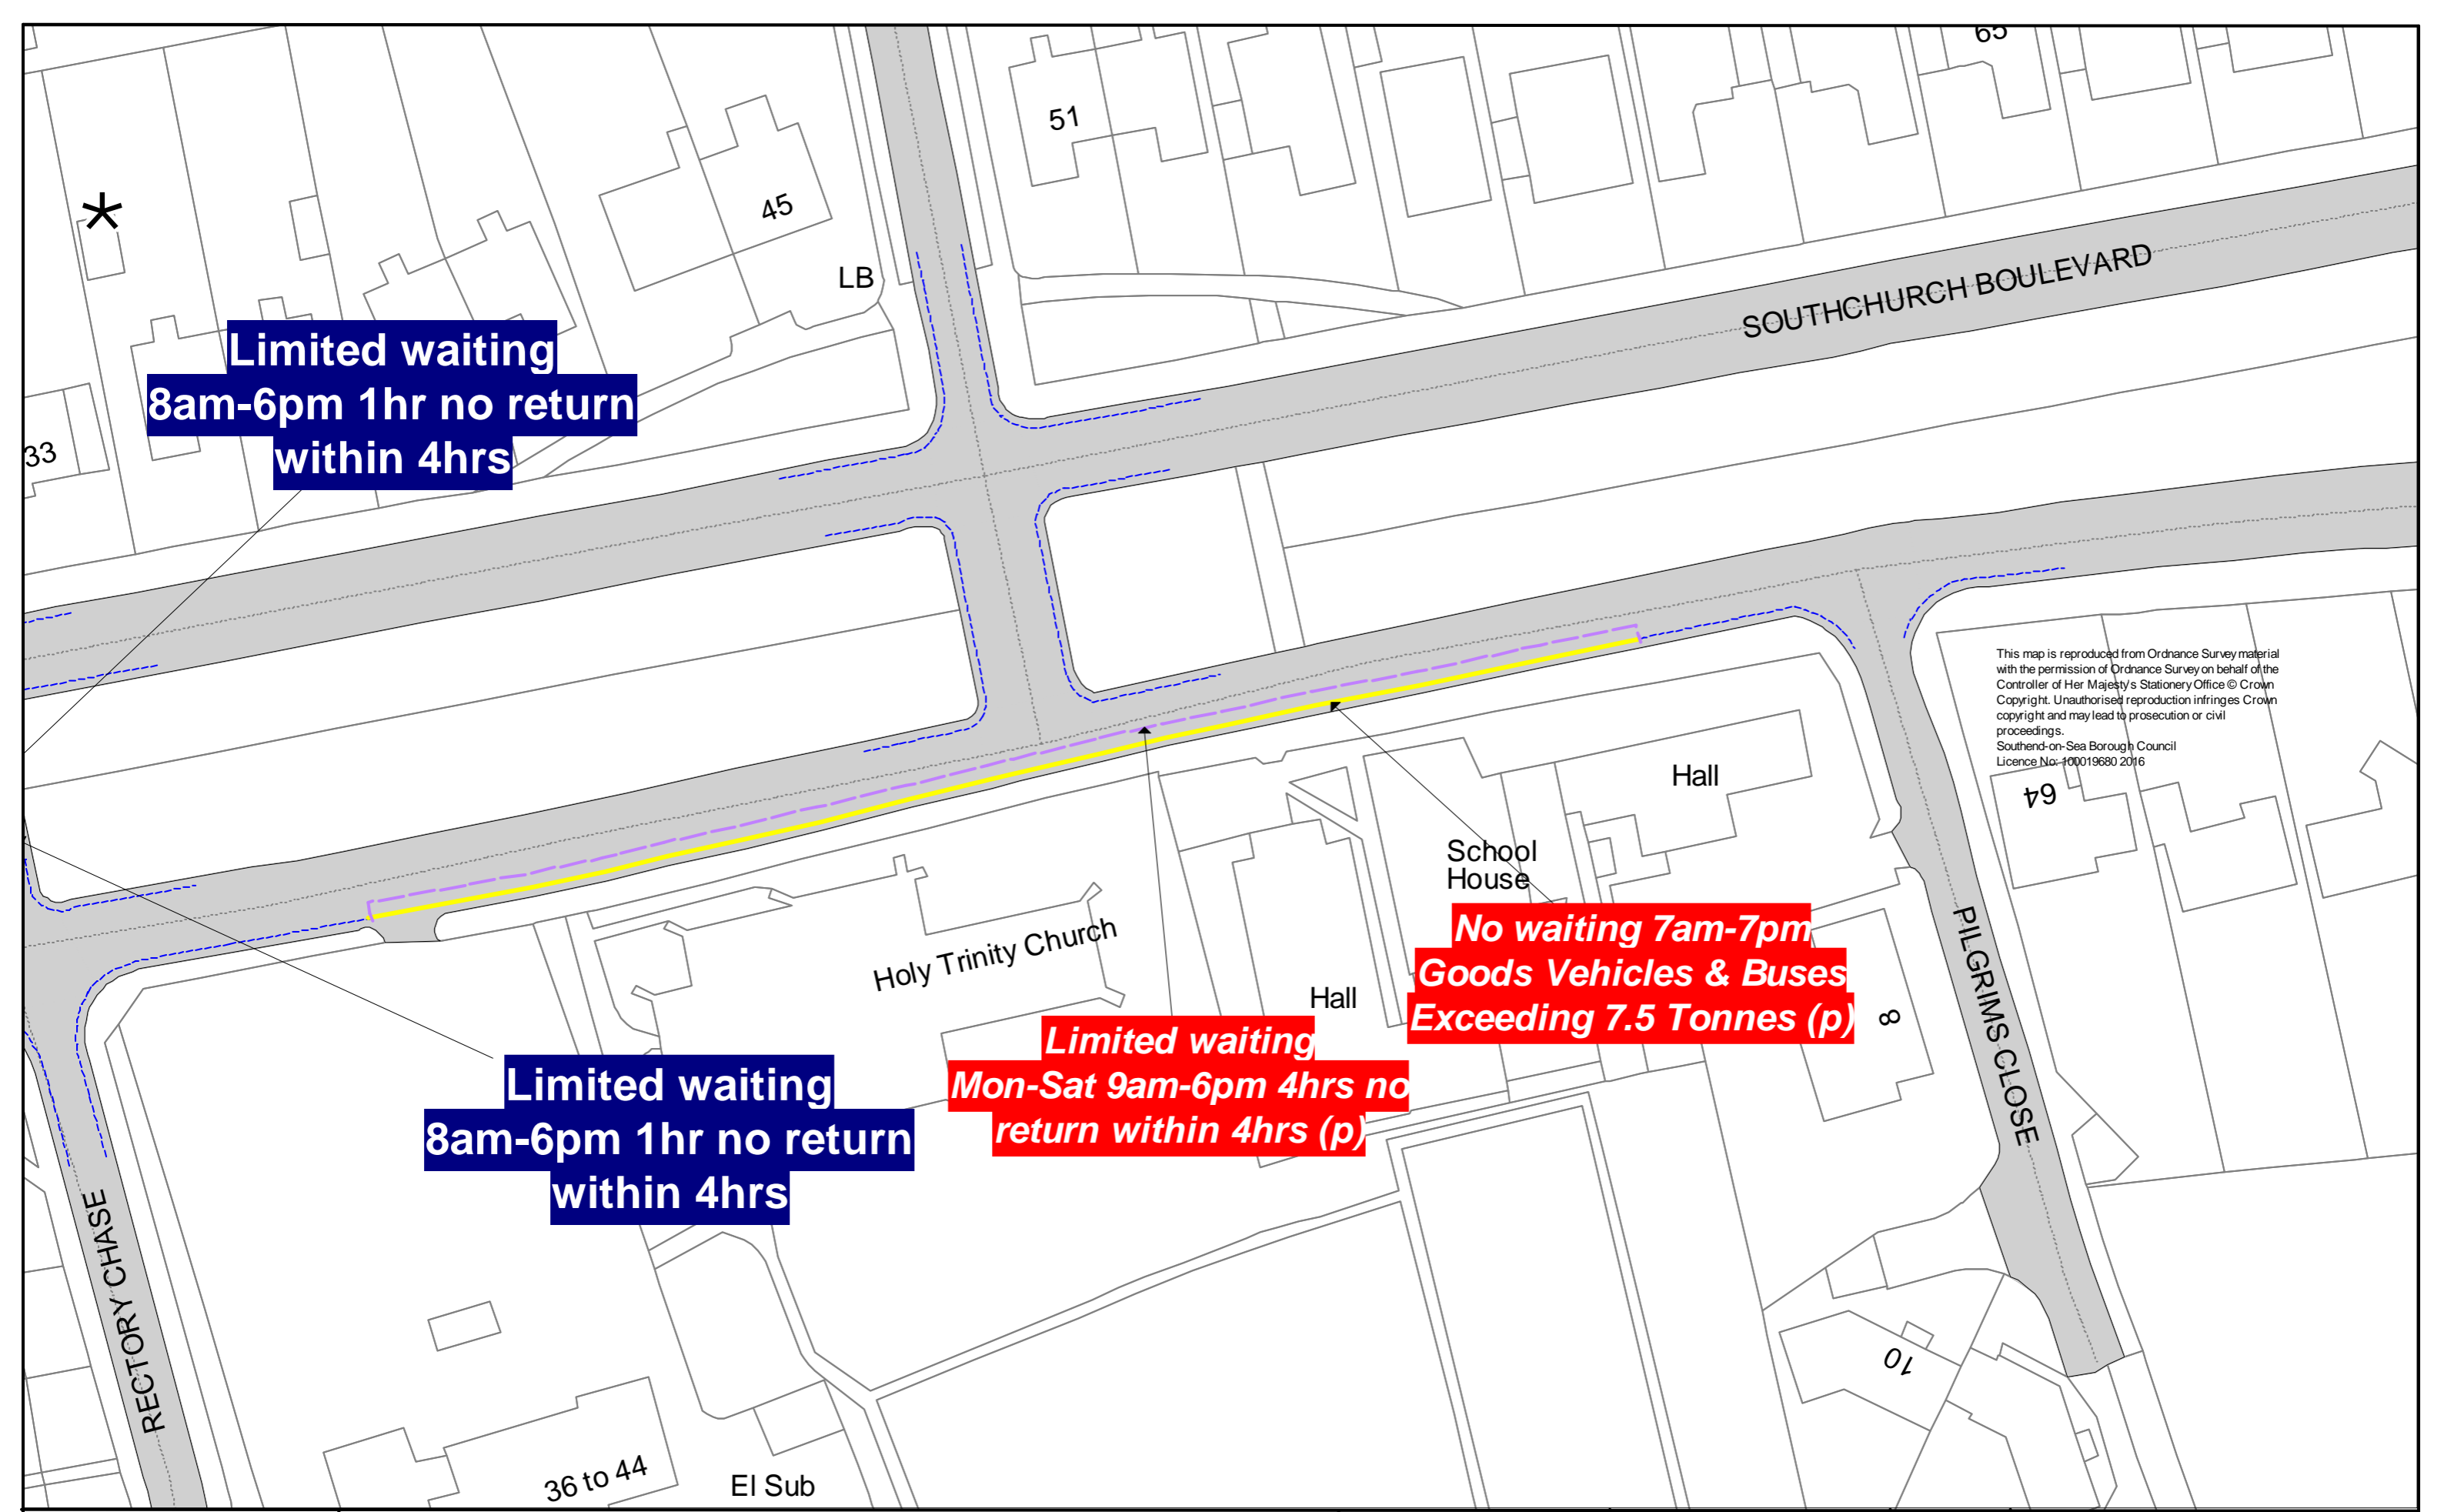 65
51
45
LB
SOUTHCHURCH BOULEVARD
Limited waiting
8am-6pm 1hr no return
within 4hrs
33
This map is reproduced from Ordnance Survey material
with the permission of Ordnance Survey on behalf of the
Controller of Her Majesty's Stationery Office © Crown
Copyright. Unauthorised reproduction infringes Crown
copyright and may lead to prosecution or civil
proceedings.
Southend-on-Sea Borough Council
Licence No: 100019680 2016
64
Hall
School
House
Holy Trinity Church
Hall
No waiting 7am-7pm
Goods Vehicles & Buses
Exceeding 7.5 Tonnes (p)
8
PILGRIMS CLOSE
Limited waiting
Mon-Sat 9am-6pm 4hrs no
return within 4hrs (p)
Limited waiting
8am-6pm 1hr no return
within 4hrs
RECTORY CHASE
10
36 to 44
El Sub